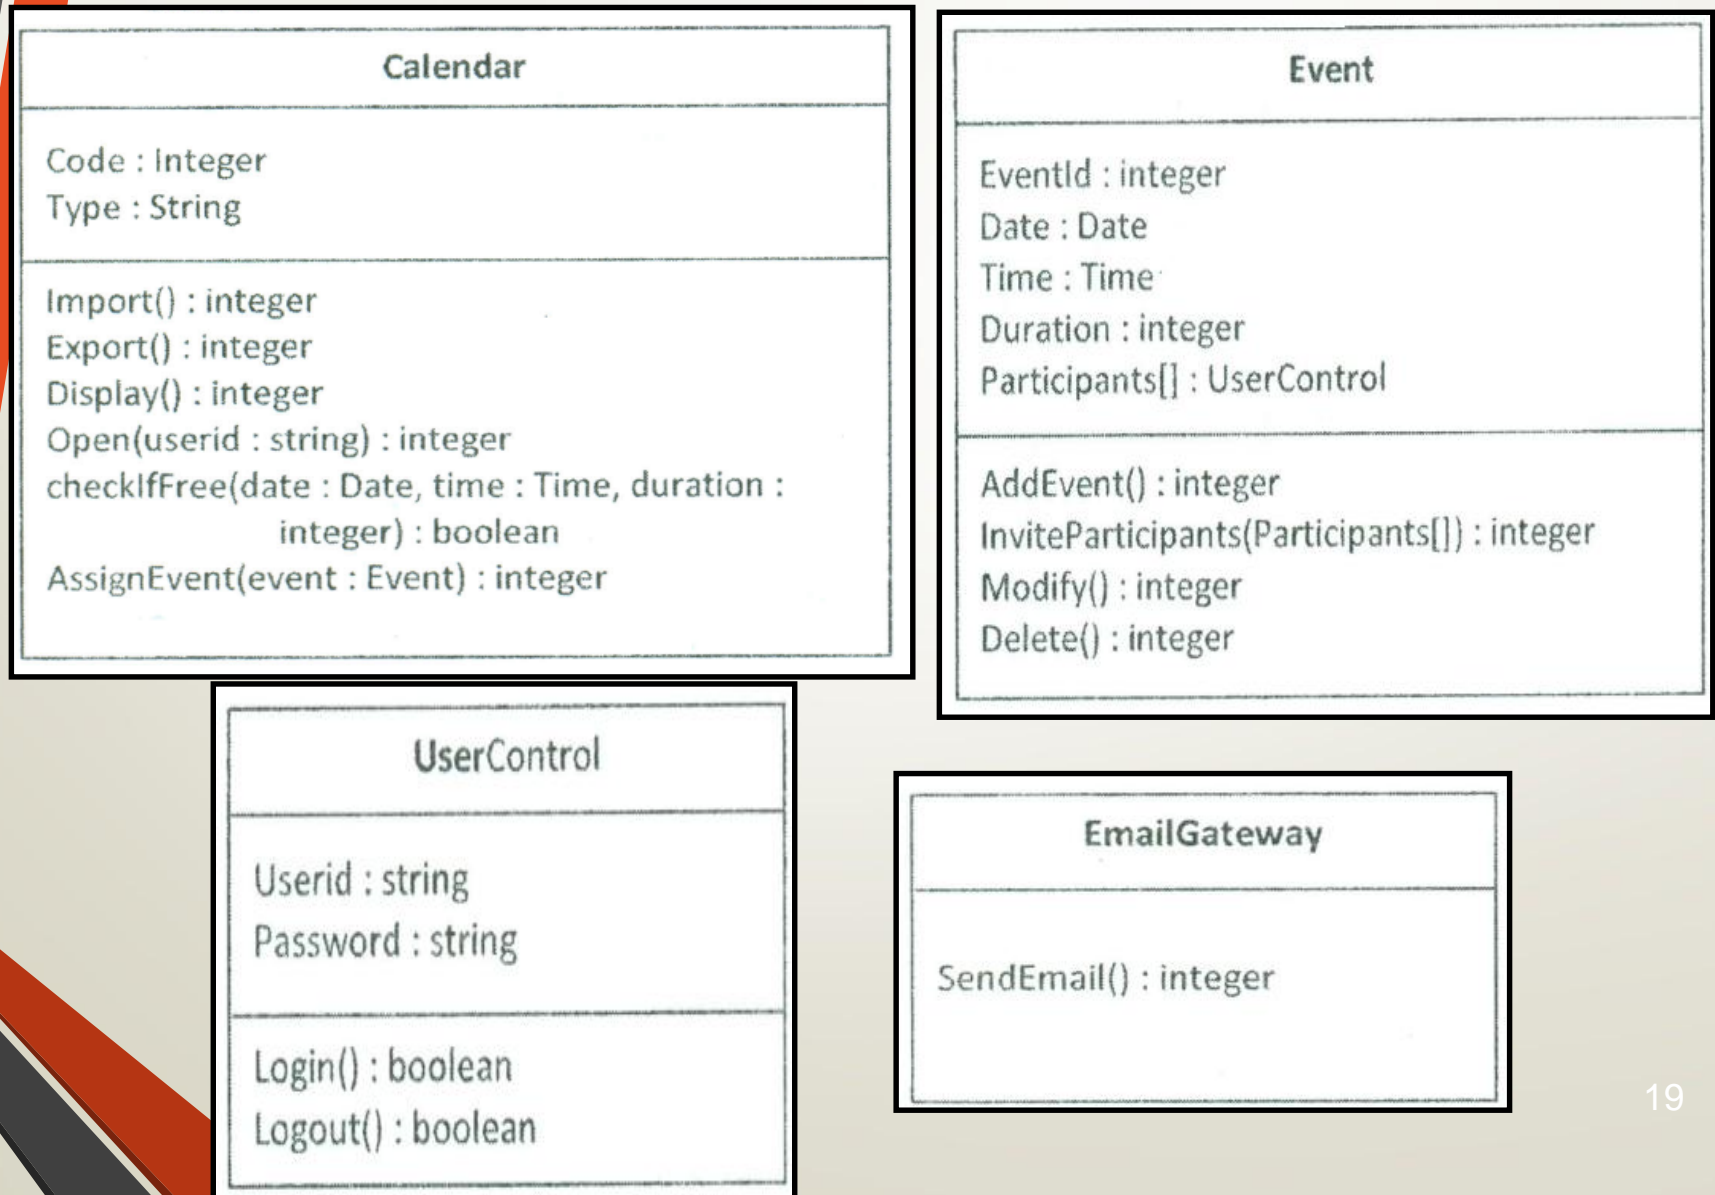 Calendar
Code : Integer
Type : String
Import() : integer
Export() : integer
Display() : integer
Open(userid : string) : integer
checkIfFree(date : Date, time : Time, duration :
integer) : boolean
AssignEvent(event : Event) : integer
Event
EventId : integer
Date : Date
Time : Time
Duration : integer
Participants[] : UserControl
AddEvent() : integer
InviteParticipants(Participants[]) : integer
Modify() : integer
Delete() : integer
UserControl
Userid : string
Password : string
Login() : boolean
Logout() : boolean
EmailGateway
SendEmail() : integer
19